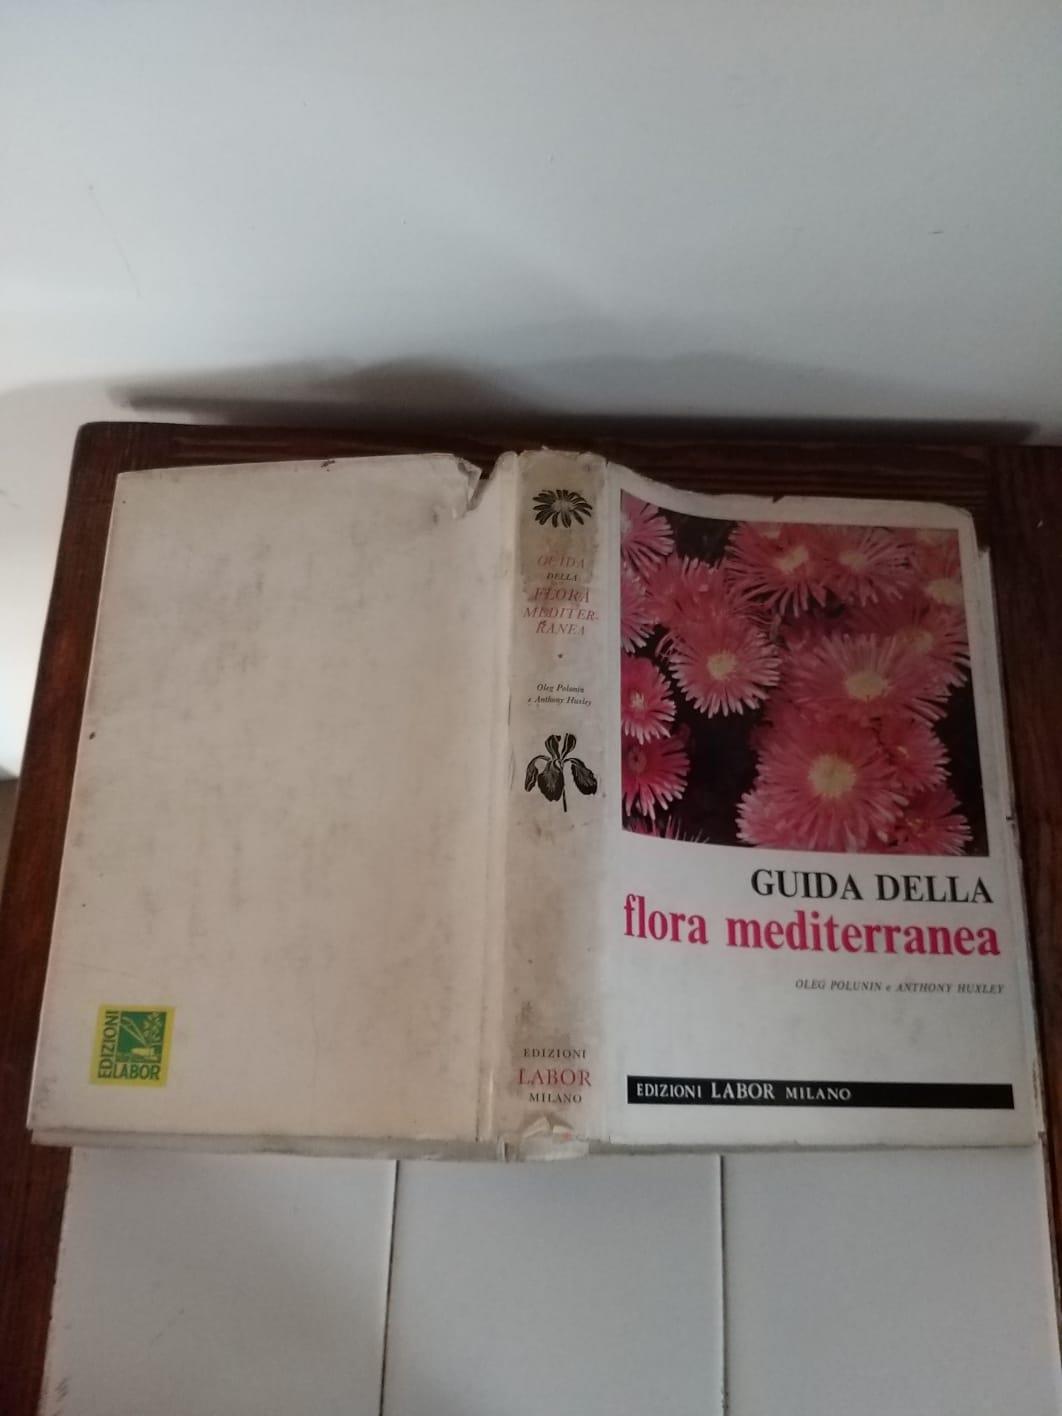 EDIZIONI
LABOR
GUIDA
DELLA
FLORA
MEDITER-
RANEA
Oleg Polunin
e Anthony Huxley
EDIZIONI
LABOR
MILANO
GUIDA DELLA
flora mediterranea
OLEG POLUNIN e ANTHONY HUXLEY
EDIZIONI LABOR MILANO